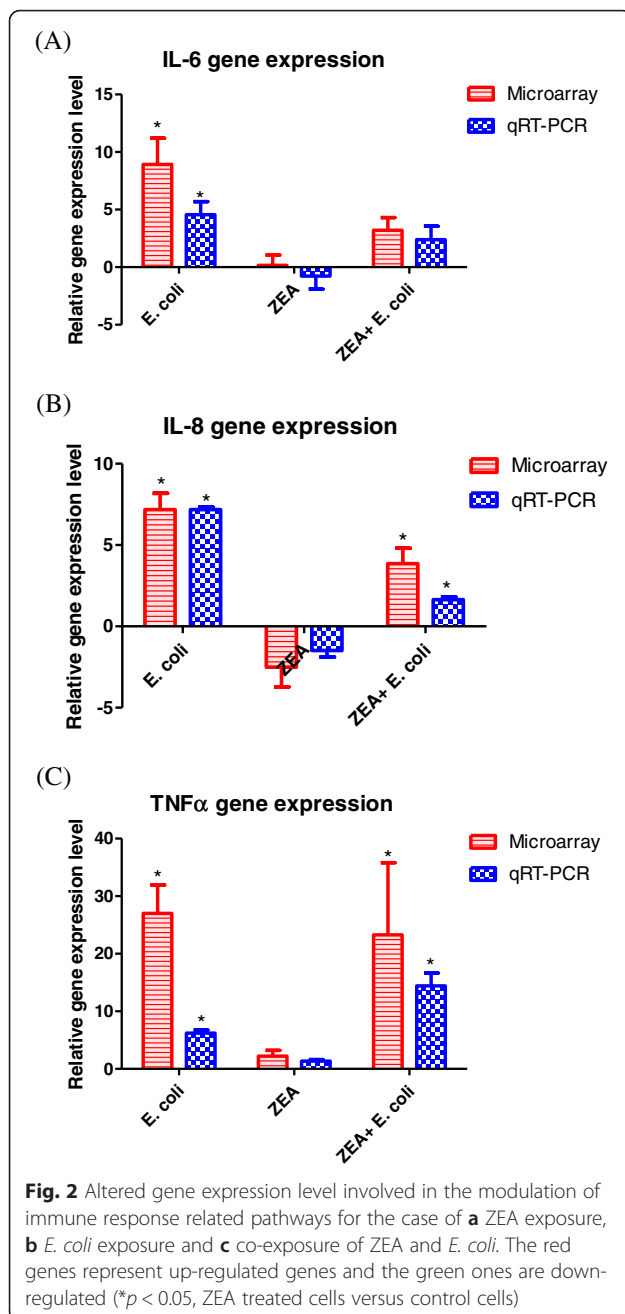 (A)
IL-6 gene expression
Relative gene expression level
15
10
5
0
-5
*
*
E. coli
ZEA
ZEA+ E. coli
Microarray
qRT-PCR
(B)
IL-8 gene expression
Relative gene expression level
10
5
0
-5
*
*
*
*
E. coli
ZEA
ZEA+ E. coli
Microarray
qRT-PCR
(C)
TNFα gene expression
Relative gene expression level
40
30
20
10
0
*
*
*
*
E. coli
ZEA
ZEA+ E. coli
Microarray
qRT-PCR
Fig. 2 Altered gene expression level involved in the modulation of
immune response related pathways for the case of a ZEA exposure,
b E. coli exposure and c co-exposure of ZEA and E. coli. The red
genes represent up-regulated genes and the green ones are down-
regulated (*p < 0.05, ZEA treated cells versus control cells)